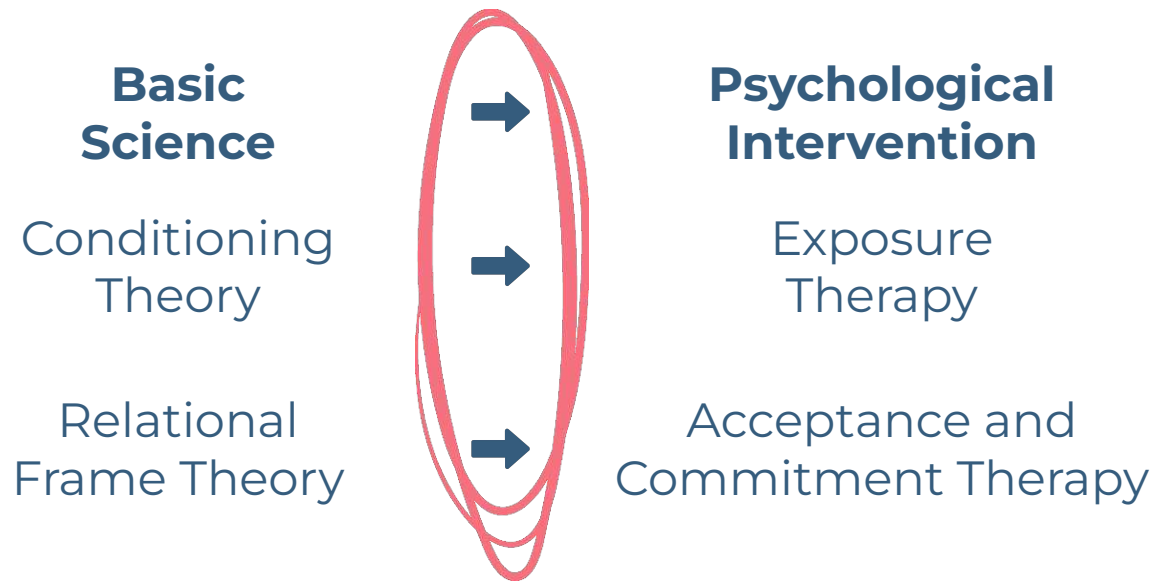 Basic
Science
Psychological
Intervention
Conditioning
Theory
Exposure
Therapy
Relational
Frame Theory
Acceptance and
Commitment Therapy